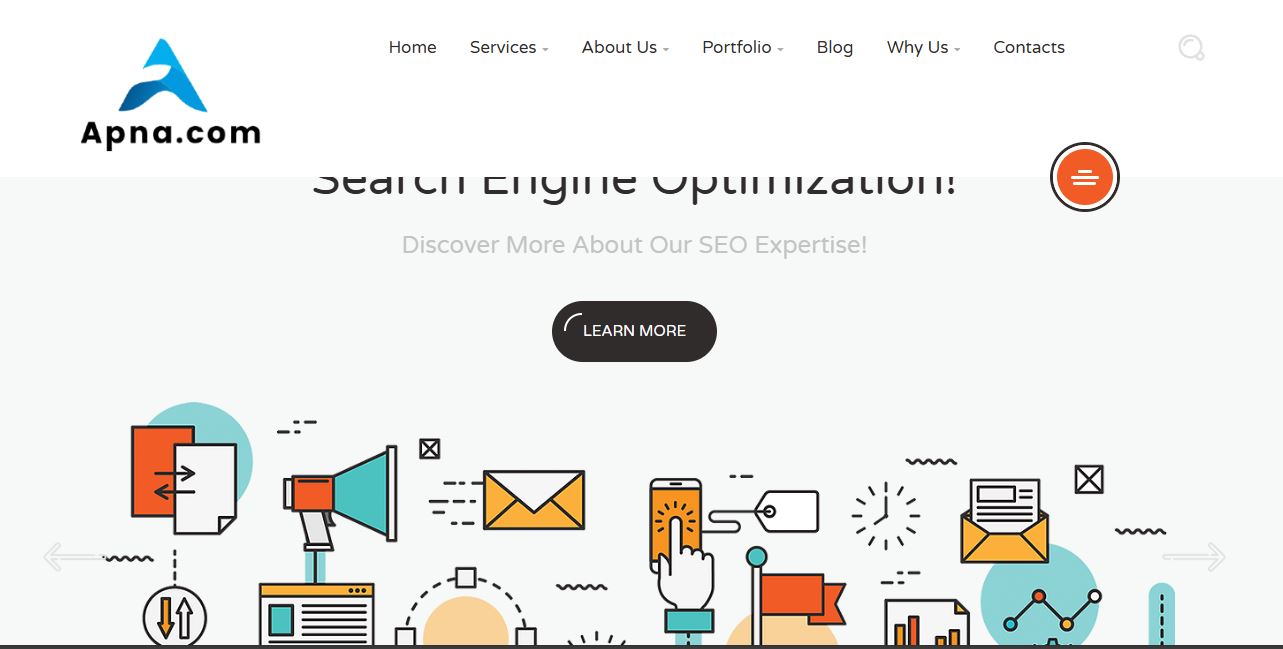 Home Services About Us Portfolio Blog Why Us Contacts
Apna.com
Search Engine Optimization!
Discover More About Our SEO Expertise!
LEARN MORE